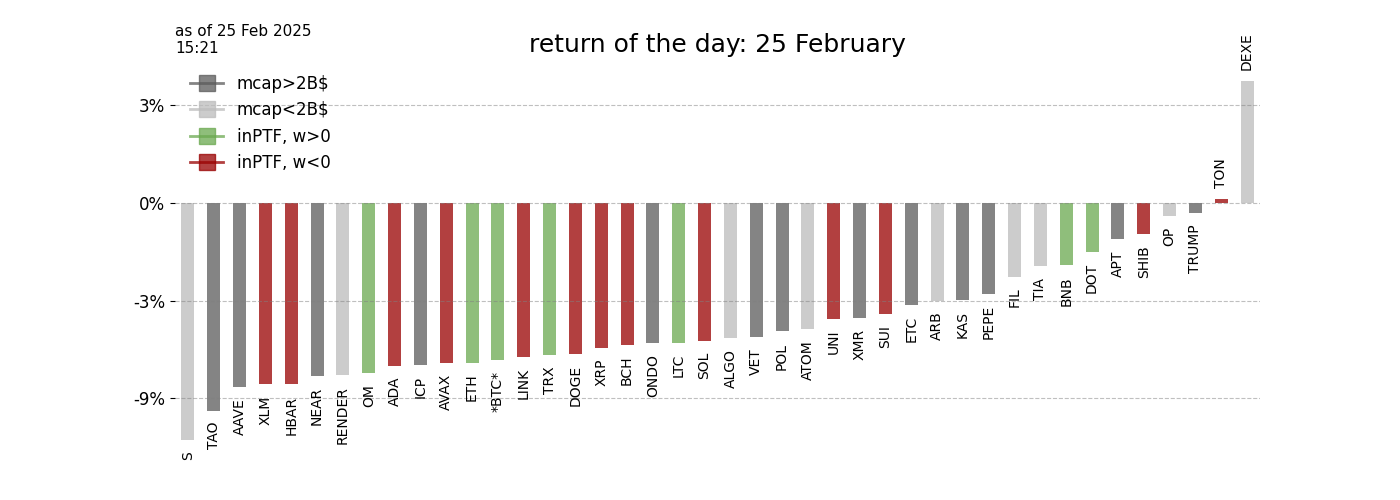 as of 25 Feb 2025
15:21
return of the day: 25 February
mcap>2B$
mcap<2B$
inPTF, w>0
inPTF, w<0
3%
0%
-3%
-9%
S
TAO
AAVE
XLM
HBAR
NEAR
RENDER
OM
ADA
ICP
AVAX
ETH
*BTC*
LINK
TRX
DOGE
XRP
BCH
ONDO
LTC
SOL
ALGO
VET
POL
ATOM
UNI
XMR
SUI
ETC
ARB
KAS
PEPE
FIL
TIA
BNB
DOT
APT
SHIB
OP
TRUMP
TON
DEXE